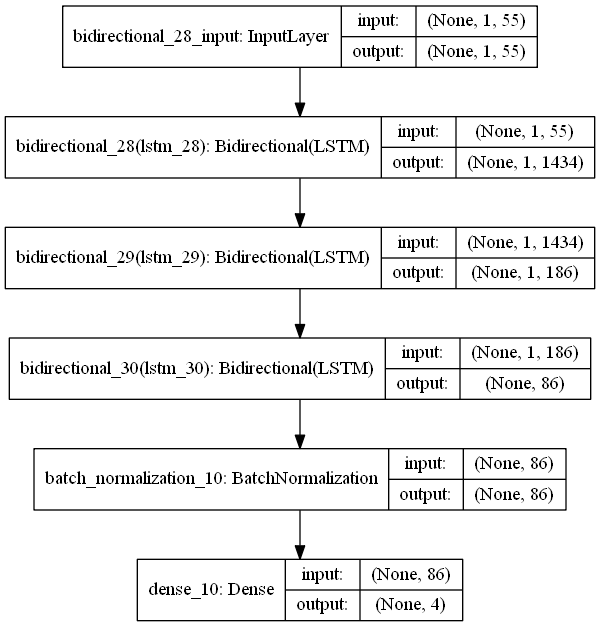 bidirectional_28_input: InputLayer input: (None, 1, 55)
output: (None, 1, 55)
bidirectional_28(lstm_28): Bidirectional(LSTM) input: (None, 1, 55)
output: (None, 1, 1434)
bidirectional_29(lstm_29): Bidirectional(LSTM) input: (None, 1, 1434)
output: (None, 1, 186)
bidirectional_30(lstm_30): Bidirectional(LSTM) input: (None, 1, 186)
output: (None, 86)
batch_normalization_10: BatchNormalization input: (None, 86)
output: (None, 86)
dense_10: Dense input: (None, 86)
output: (None, 4)